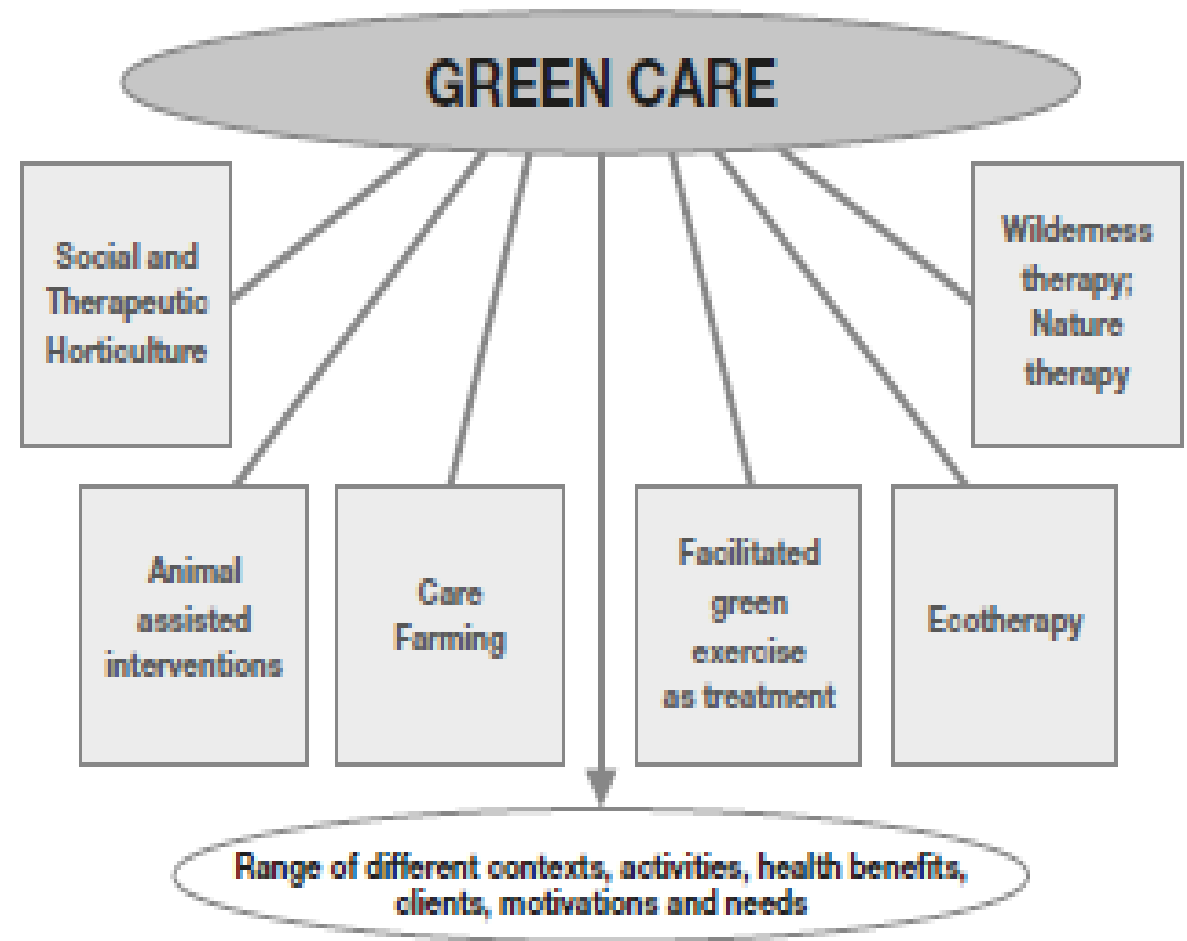 GREEN CARE
Social and
Therapeutic
Horticulture
Wilderness
therapy;
Nature
therapy
Animal
assisted
interventions
Care
Farming
Facilitated
green
exercise
as treatment
Ecotherapy
Range of different contexts, activities, health benefits,
clients, motivations and needs